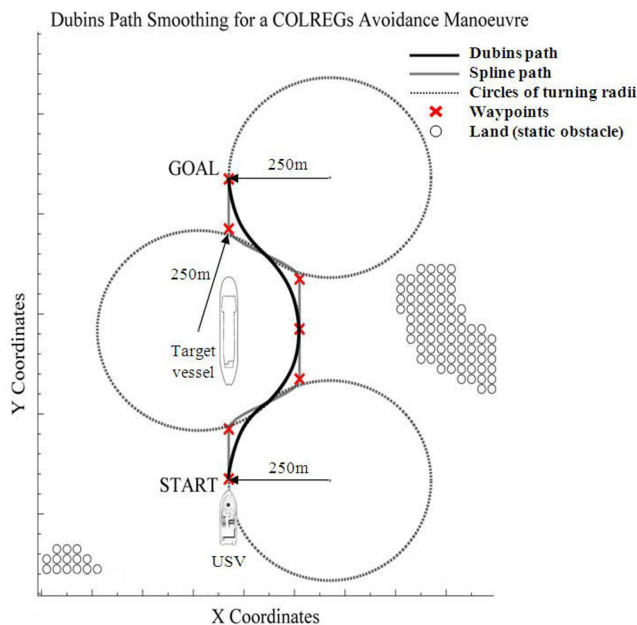 Dubins Path Smoothing for a COLREGs Avoidance Manoeuvre
Dubins path
Spline path
Circles of turning radii
Waypoints
Land (static obstacle)
GOAL
250m
250m
Target
vessel
Y Coordinates
250m
START
USV
X Coordinates